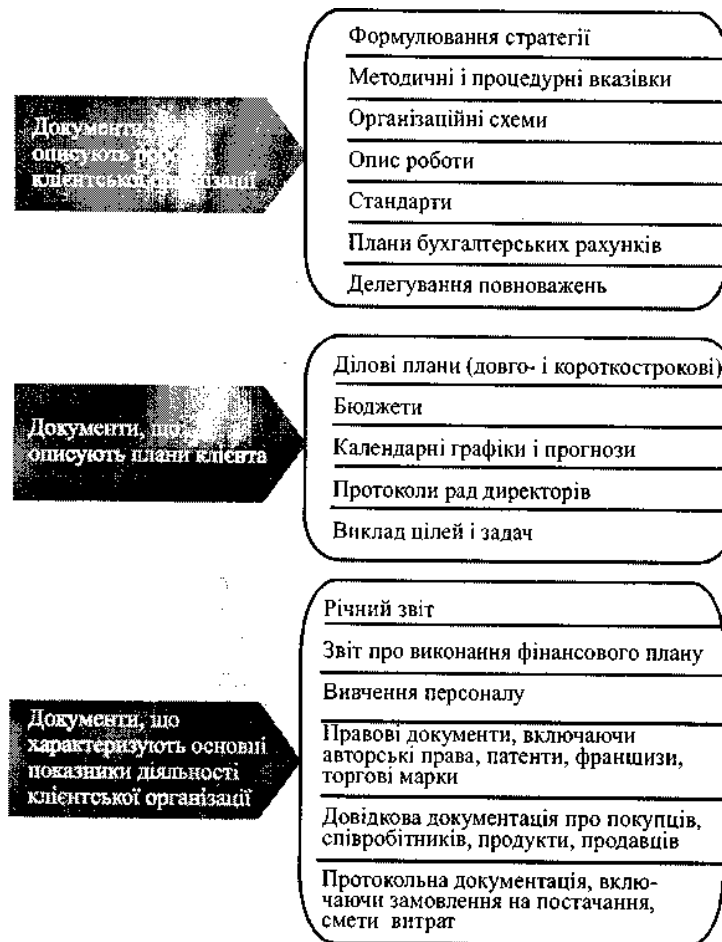 Документи, що
описують роботу
клієнтської організації
Формулювання стратегії
Методичні і процедурні вказівки
Організаційні схеми
Опис роботи
Стандарти
Плани бухгалтерських рахунків
Делегування повноважень
Документи, що
описують плани клієнта
Ділові плани (довго- і короткострокові)
Бюджети
Календарні графіки і прогнози
Протоколи рад директорів
Виклад цілей і задач
Документи, що
характеризують основні
показники діяльності
клієнтської організації
Річний звіт
Звіт про виконання фінансового плану
Вивчення персоналу
Правові документи, включаючи
авторські права, патенти, франшизи,
торгові марки
Довідкова документація про покупців,
співробітників, продукти, продавців
Протокольна документація, вклю-
чаючи замовлення на постачання,
смети витрат